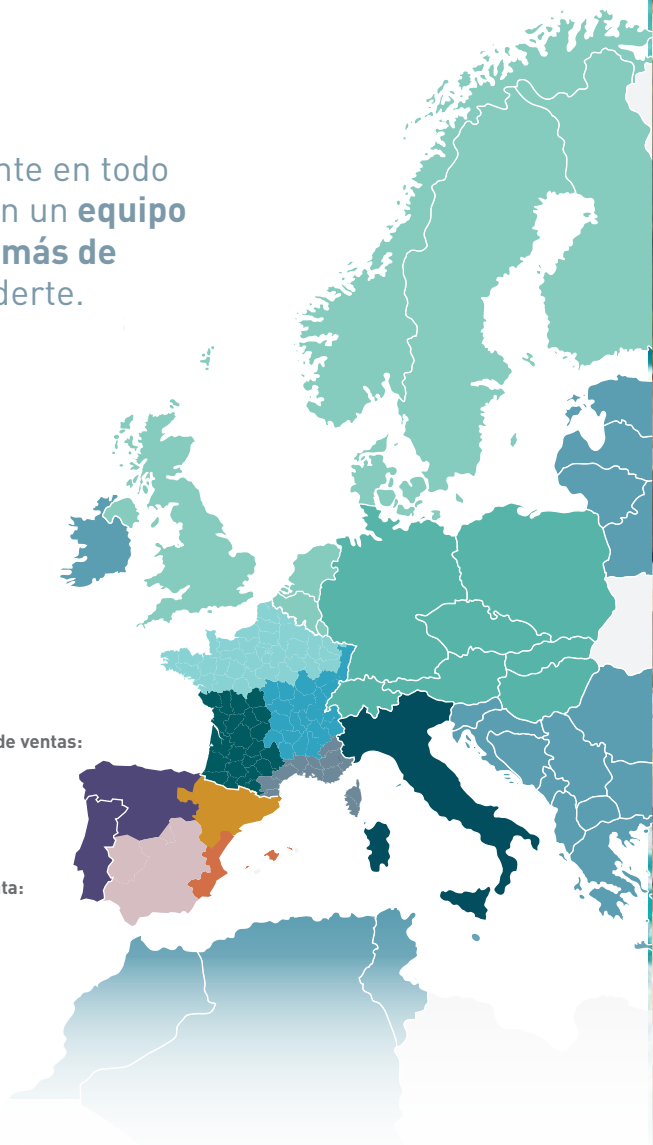 nte en todo
n un equipo
más de
derte.
de ventas:
ta: